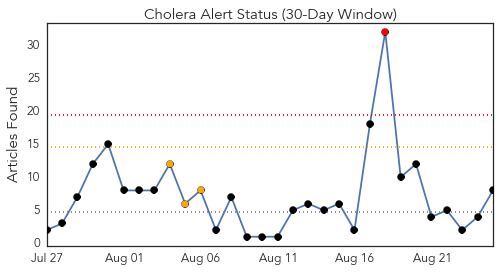 Cholera Alert Status (30-Day Window)
Articles Found
30
25
20
15
10
5
0
Jul 27 Aug 01 Aug 06 Aug 11 Aug 16 Aug 21